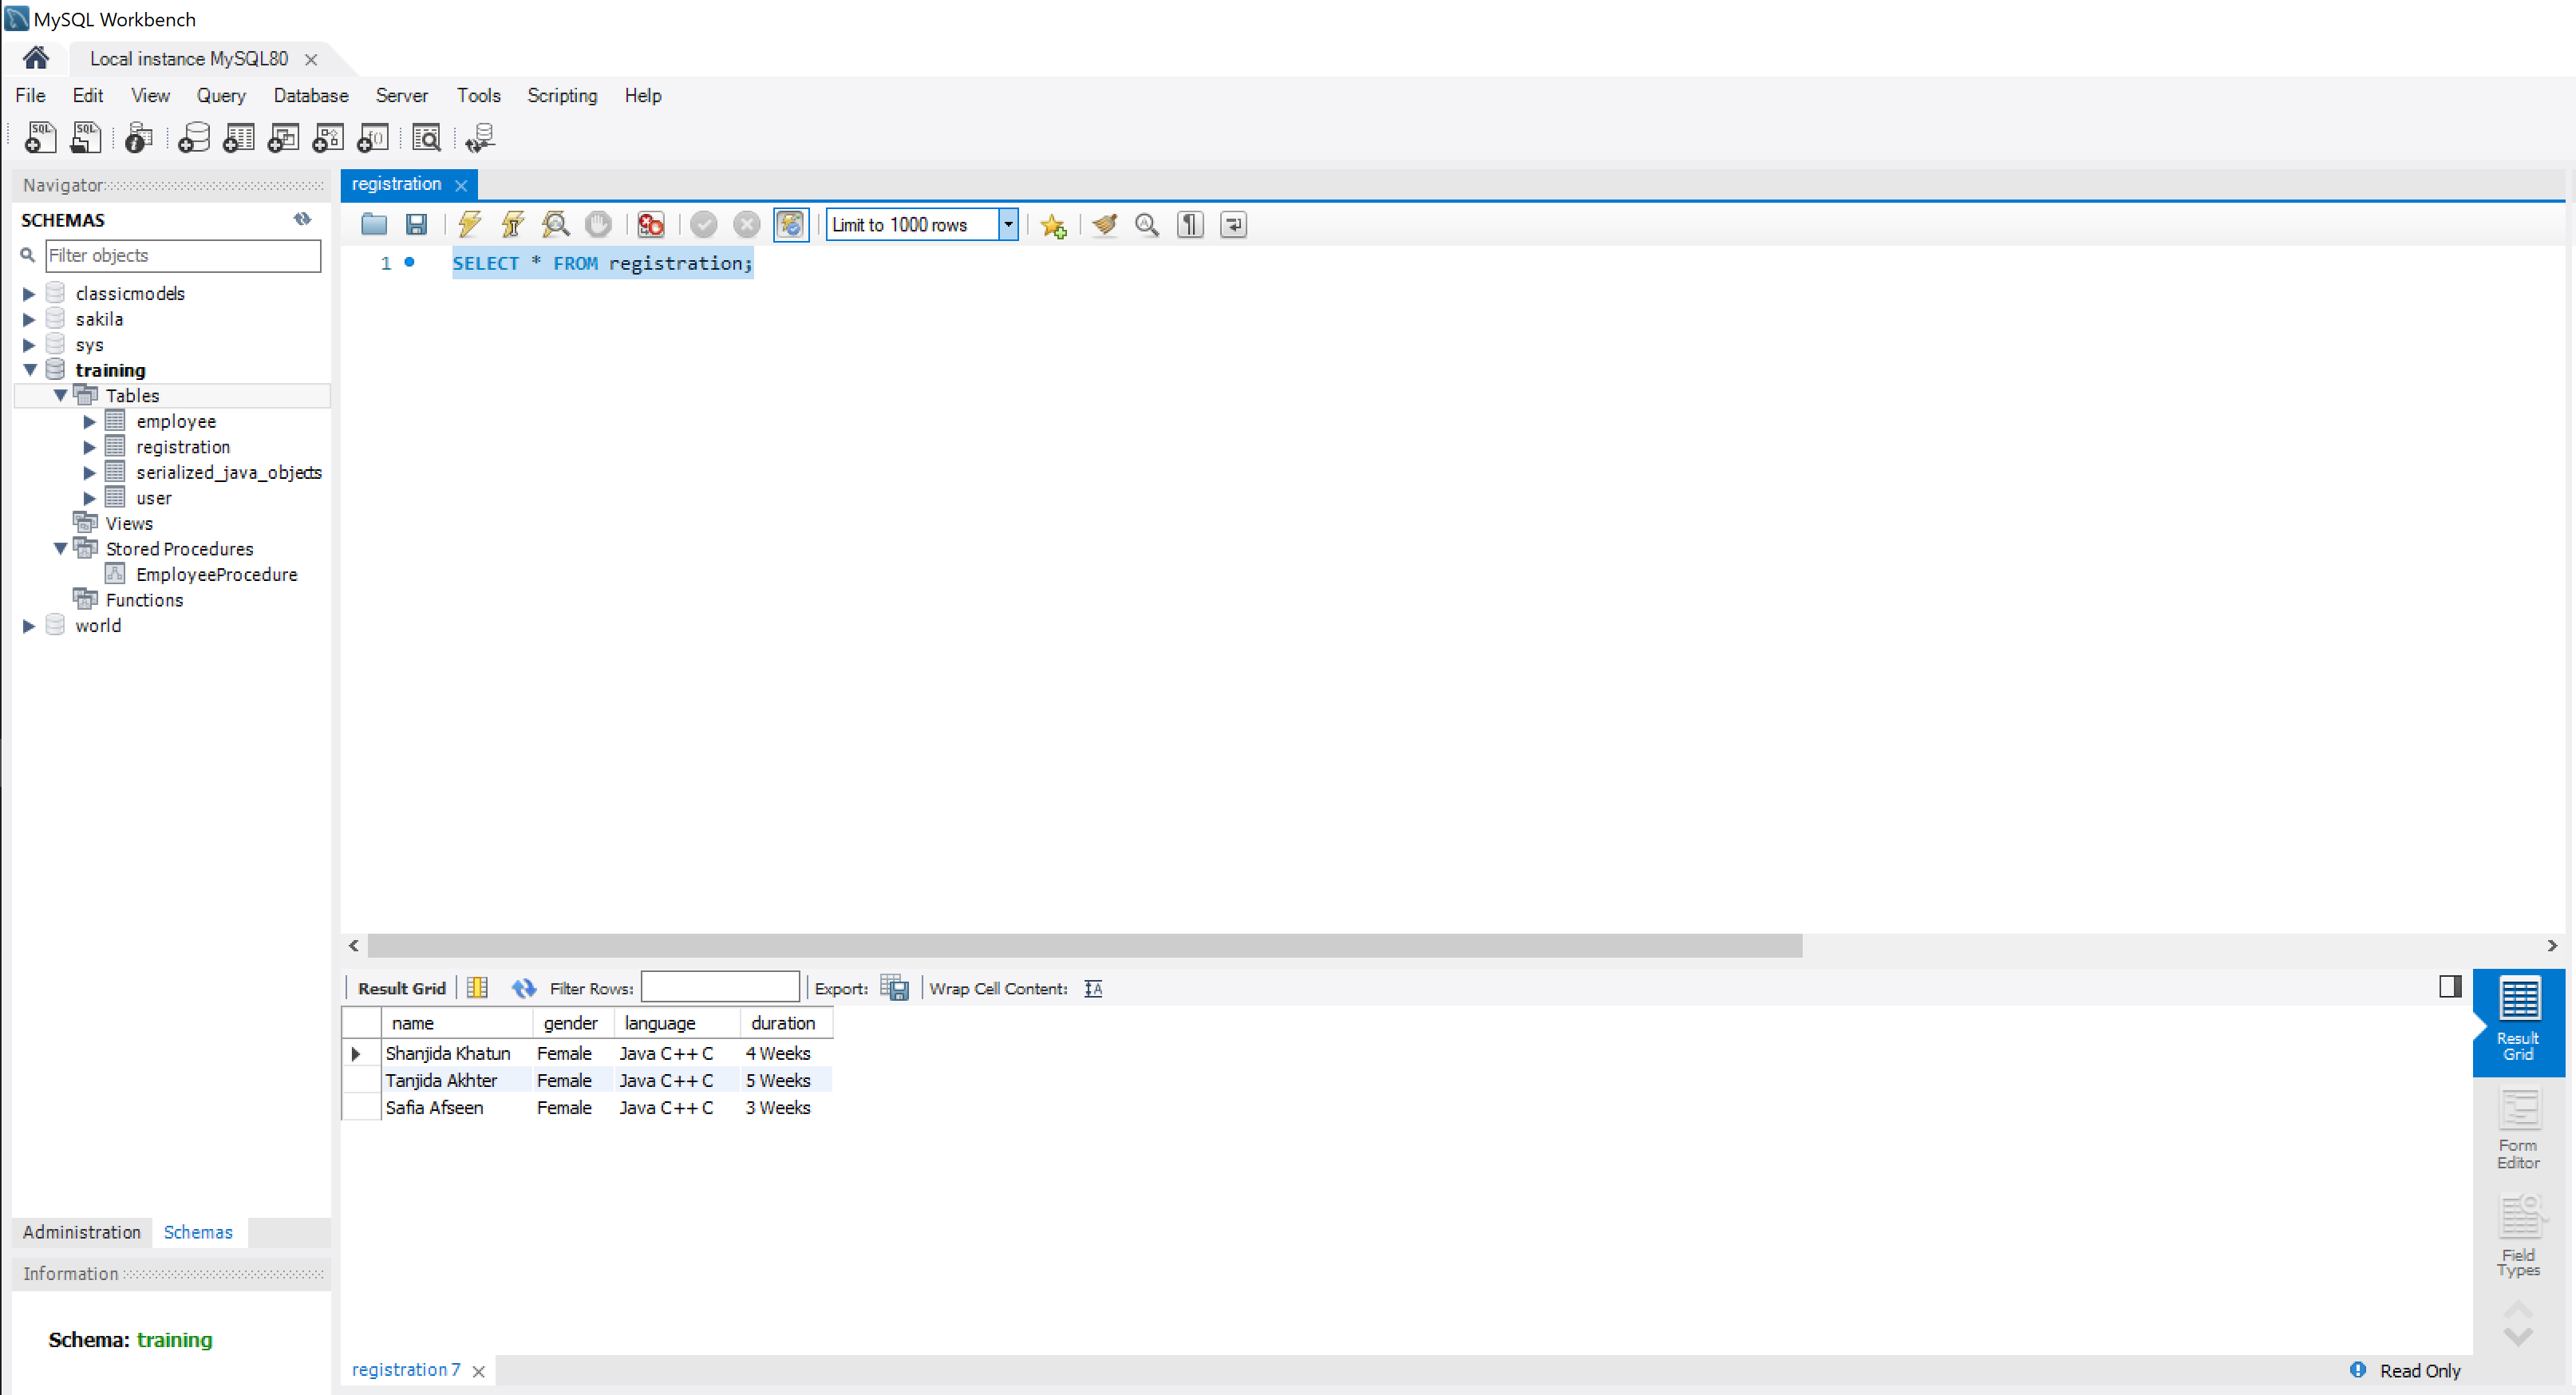 MySQL Workbench
Local instance MySQL80
File Edit View Query Database Server Tools Scripting Help
Navigator
SCHEMAS
Filter objects
classicmodels
sakila
sys
training
Tables
employee
registration
serialized_java_objects
user
Views
Stored Procedures
EmployeeProcedure
Functions
world
Administration Schemas
Information
Schema: training
registration
Limit to 1000 rows
1 SELECT * FROM registration;
Result Grid Filter Rows: Export: Wrap Cell Content:
name gender language duration
Shanjida Khatun Female Java C++ C 4 Weeks
Tanjida Akhter Female Java C++ C 5 Weeks
Safia Afseen Female Java C++ C 3 Weeks
Result
Grid
Form
Editor
Field
Types
registration 7
Read Only